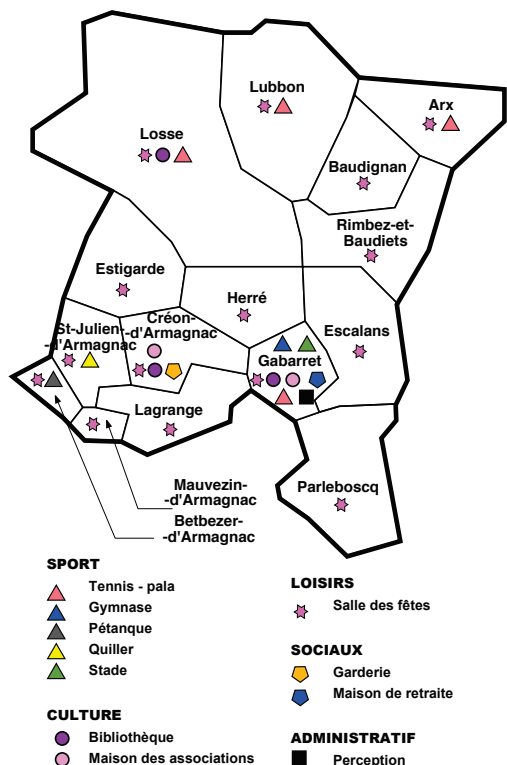 Lubbon
Arx
Losse
Baudignan
Rimbez-et-
Baudiets
Estigarde
Herré
Créon-
-d'Armagnac
St-Julien-
-d'Armagnac
Escalans
Gabarret
Lagrange
Parleboscq
Mauvezin-
-d'Armagnac
Betbezer-
-d'Armagnac
SPORT
Tennis - pala
Gymnase
Pétanque
Quiller
Stade
CULTURE
Bibliothèque
Maison des associations
LOISIRS
Salle des fêtes
SOCIAUX
Garderie
Maison de retraite
ADMINISTRATIF
Perception